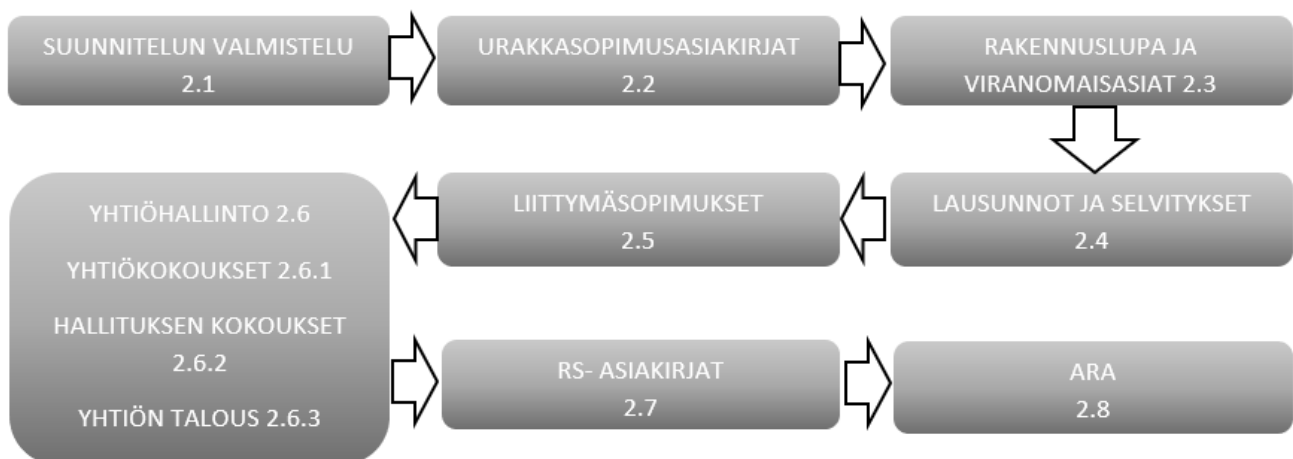 SUUNNITELUN VALMISTELU
2.1
URAKKASOPIMUSASIAKIRJAT
2.2
RAKENNUSLUPA JA
VIRANOMAISASIAT 2.3
LAUSUNNOT JA SELVITYKSET
2.4
LIITTYMÄSOPIMUKSET
2.5
YHTIÖHALLINTO 2.6
YHTIÖKOKOUKSET 2.6.1
HALLITUKSEN KOKOUKSET
2.6.2
YHTIÖN TALOUS 2.6.3
RS- ASIAKIRJAT
2.7
ARA
2.8